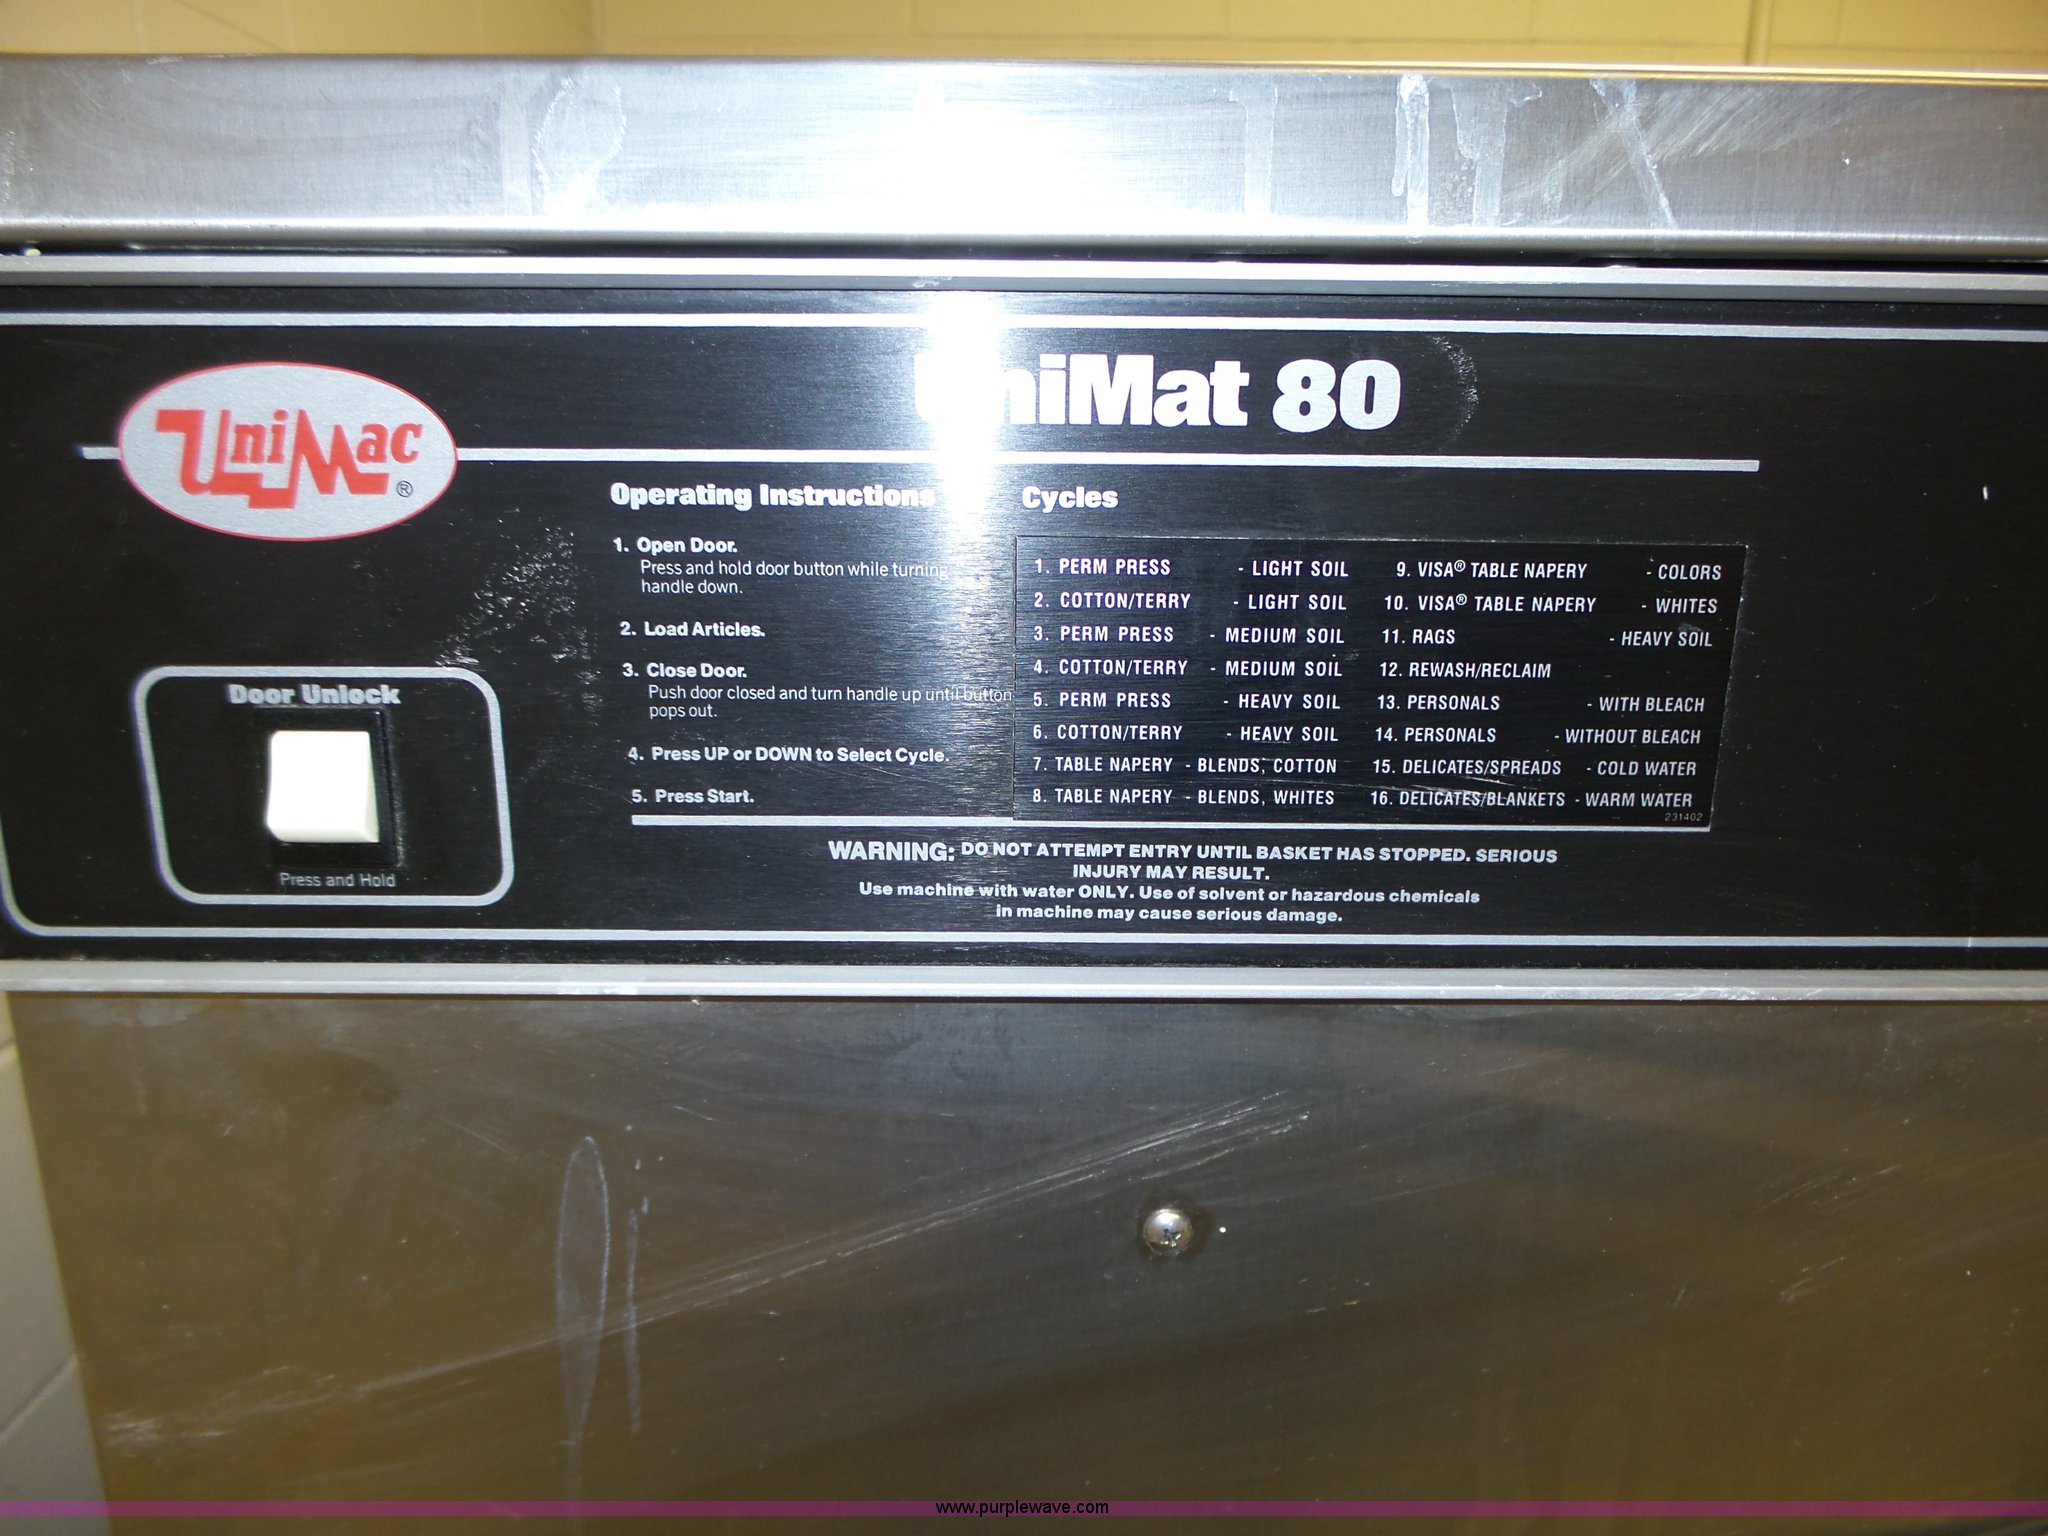 UniMac®
UniMat 80
Operating Instructions
1. Open Door.
Press and hold door button while turning
handle down.
2. Load Articles.
3. Close Door.
Push door closed and turn handle up until button
pops out.
4. Press UP or DOWN to Select Cycle.
5. Press Start.
Cycles
1. PERM PRESS - LIGHT SOIL
2. COTTON/TERRY - LIGHT SOIL
3. PERM PRESS - MEDIUM SOIL
4. COTTON/TERRY - MEDIUM SOIL
5. PERM PRESS - HEAVY SOIL
6. COTTON/TERRY - HEAVY SOIL
7. TABLE NAPERY - BLENDS, COTTON
8. TABLE NAPERY - BLENDS, WHITES
9. VISA® TABLE NAPERY - COLORS
10. VISA® TABLE NAPERY - WHITES
11. RAGS - HEAVY SOIL
12. REWASH/RECLAIM
13. PERSONALS - WITH BLEACH
14. PERSONALS - WITHOUT BLEACH
15. DELICATES/SPREADS - COLD WATER
16. DELICATES/BLANKETS - WARM WATER
231402
Door Unlock
Press and Hold
WARNING: DO NOT ATTEMPT ENTRY UNTIL BASKET HAS STOPPED. SERIOUS
INJURY MAY RESULT.
Use machine with water ONLY. Use of solvent or hazardous chemicals
in machine may cause serious damage.
www.purplewave.com